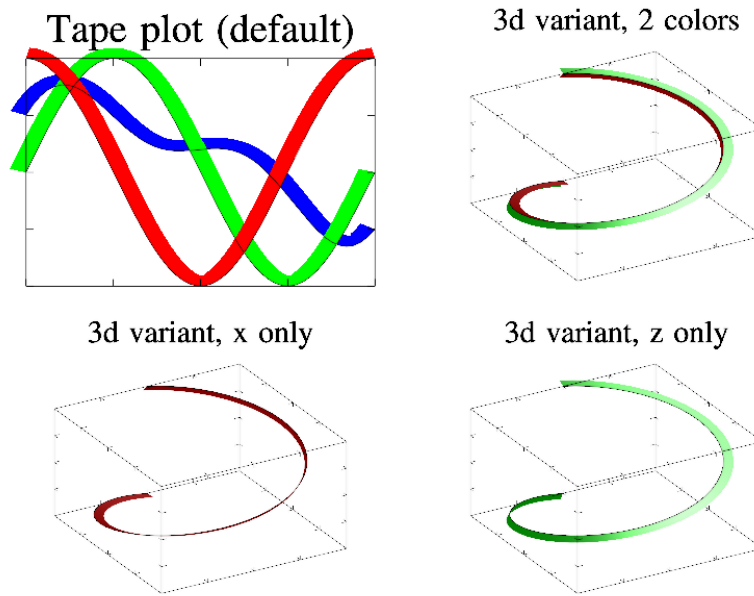 Tape plot (default)
3d variant, 2 colors
3d variant, x only
3d variant, z only